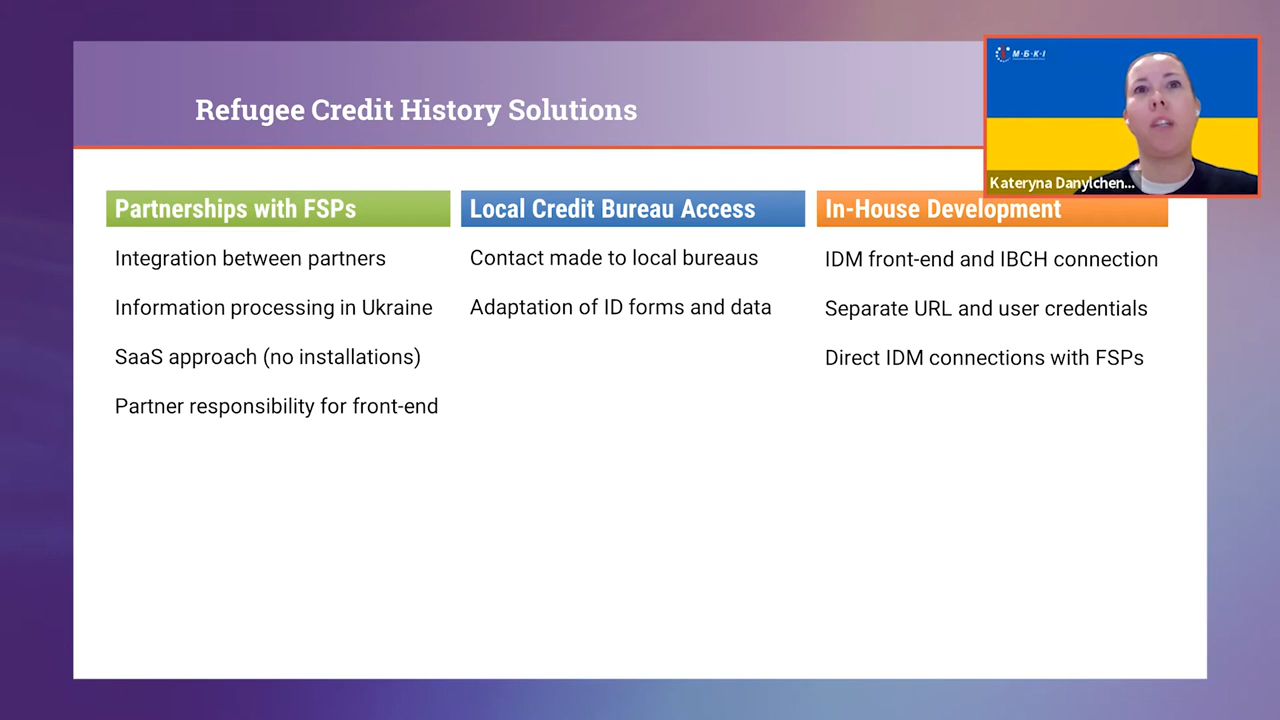 Refugee Credit History Solutions
М·Б·К·І
Kateryna Danylchen...
Partnerships with FSPs
Integration between partners
Information processing in Ukraine
SaaS approach (no installations)
Partner responsibility for front-end
Local Credit Bureau Access
Contact made to local bureaus
Adaptation of ID forms and data
In-House Development
IDM front-end and IBCH connection
Separate URL and user credentials
Direct IDM connections with FSPs